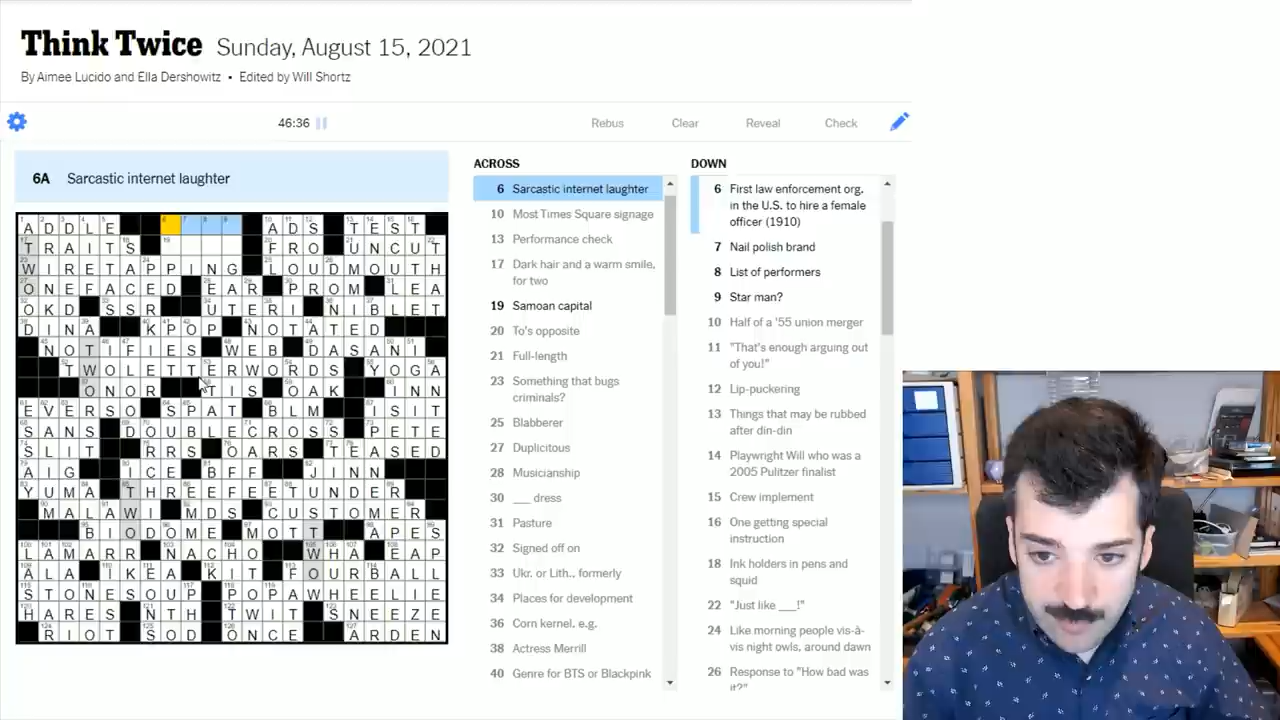 Think Twice Sunday, August 15, 2021
By Aimee Lucido and Ella Dershowitz • Edited by Will Shortz
46:36
Rebus Clear Reveal Check
6A Sarcastic internet laughter
ADDLE ADS TEST
TRAITS FRO UNCUT
WIRETAPPING LOUDMOUTH
ONEFACED EAR PROM LEA
OKD SSR UTERI NIBLET
DINA KPOP NOTATED
NOTIFIES WEB DASANI
TWOLETTERWORDS YOGA
ONOR TIS OAK INN
EVERSO SPAT BLM ISIT
SANS DOUBLECROSS PETE
SLIT RRS OARS TEASED
AIG ICE BFF JINN
YUMA THREEFEETUNDER
MALAWI MDS CUSTOMER
BIODOME MOTT APES
LAMARR NACHO WHA EAP
ALA IKEA KIT FOURBALL
STONESOUP POPAWHEELIE
HARES NTH TWIT SNEEZE
RIOT SOD ONCE ARDEN
ACROSS
6 Sarcastic internet laughter
10 Most Times Square signage
13 Performance check
17 Dark hair and a warm smile,
for two
19 Samoan capital
20 To's opposite
21 Full-length
23 Something that bugs
criminals?
25 Blabberer
27 Duplicitous
28 Musicianship
30 ___ dress
31 Pasture
32 Signed off on
33 Ukr. or Lith., formerly
34 Places for development
36 Corn kernel, e.g.
38 Actress Merrill
40 Genre for BTS or Blackpink
DOWN
6 First law enforcement org.
in the U.S. to hire a female
officer (1910)
7 Nail polish brand
8 List of performers
9 Star man?
10 Half of a '55 union merger
11 "That's enough arguing out
of you!"
12 Lip-puckering
13 Things that may be rubbed
after din-din
14 Playwright Will who was a
2005 Pulitzer finalist
15 Crew implement
16 One getting special
instruction
18 Ink holders in pens and
squid
22 "Just like ___!"
24 Like morning people vis-à-
vis night owls, around dawn
26 Response to "How bad was
it?"